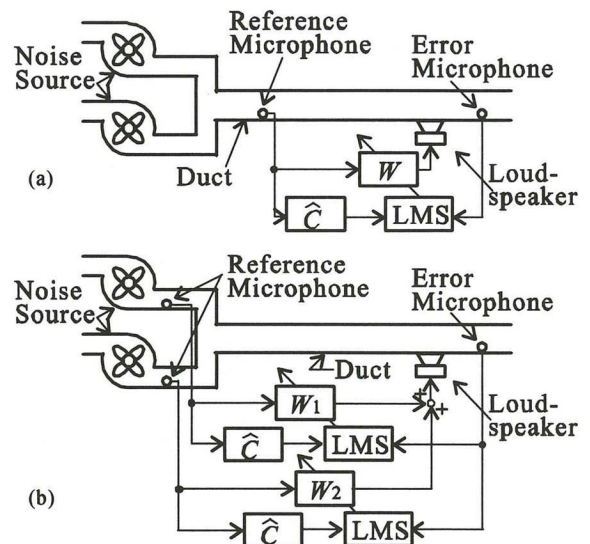 Reference
Microphone
Noise
Source
Error
Microphone
Duct
W
Ĉ
LMS
Loud-
speaker
(a)
Reference
Microphone
Noise
Source
Error
Microphone
Duct
W1
+
+
Loud-
speaker
Ĉ
LMS
W2
(b)
Ĉ
LMS